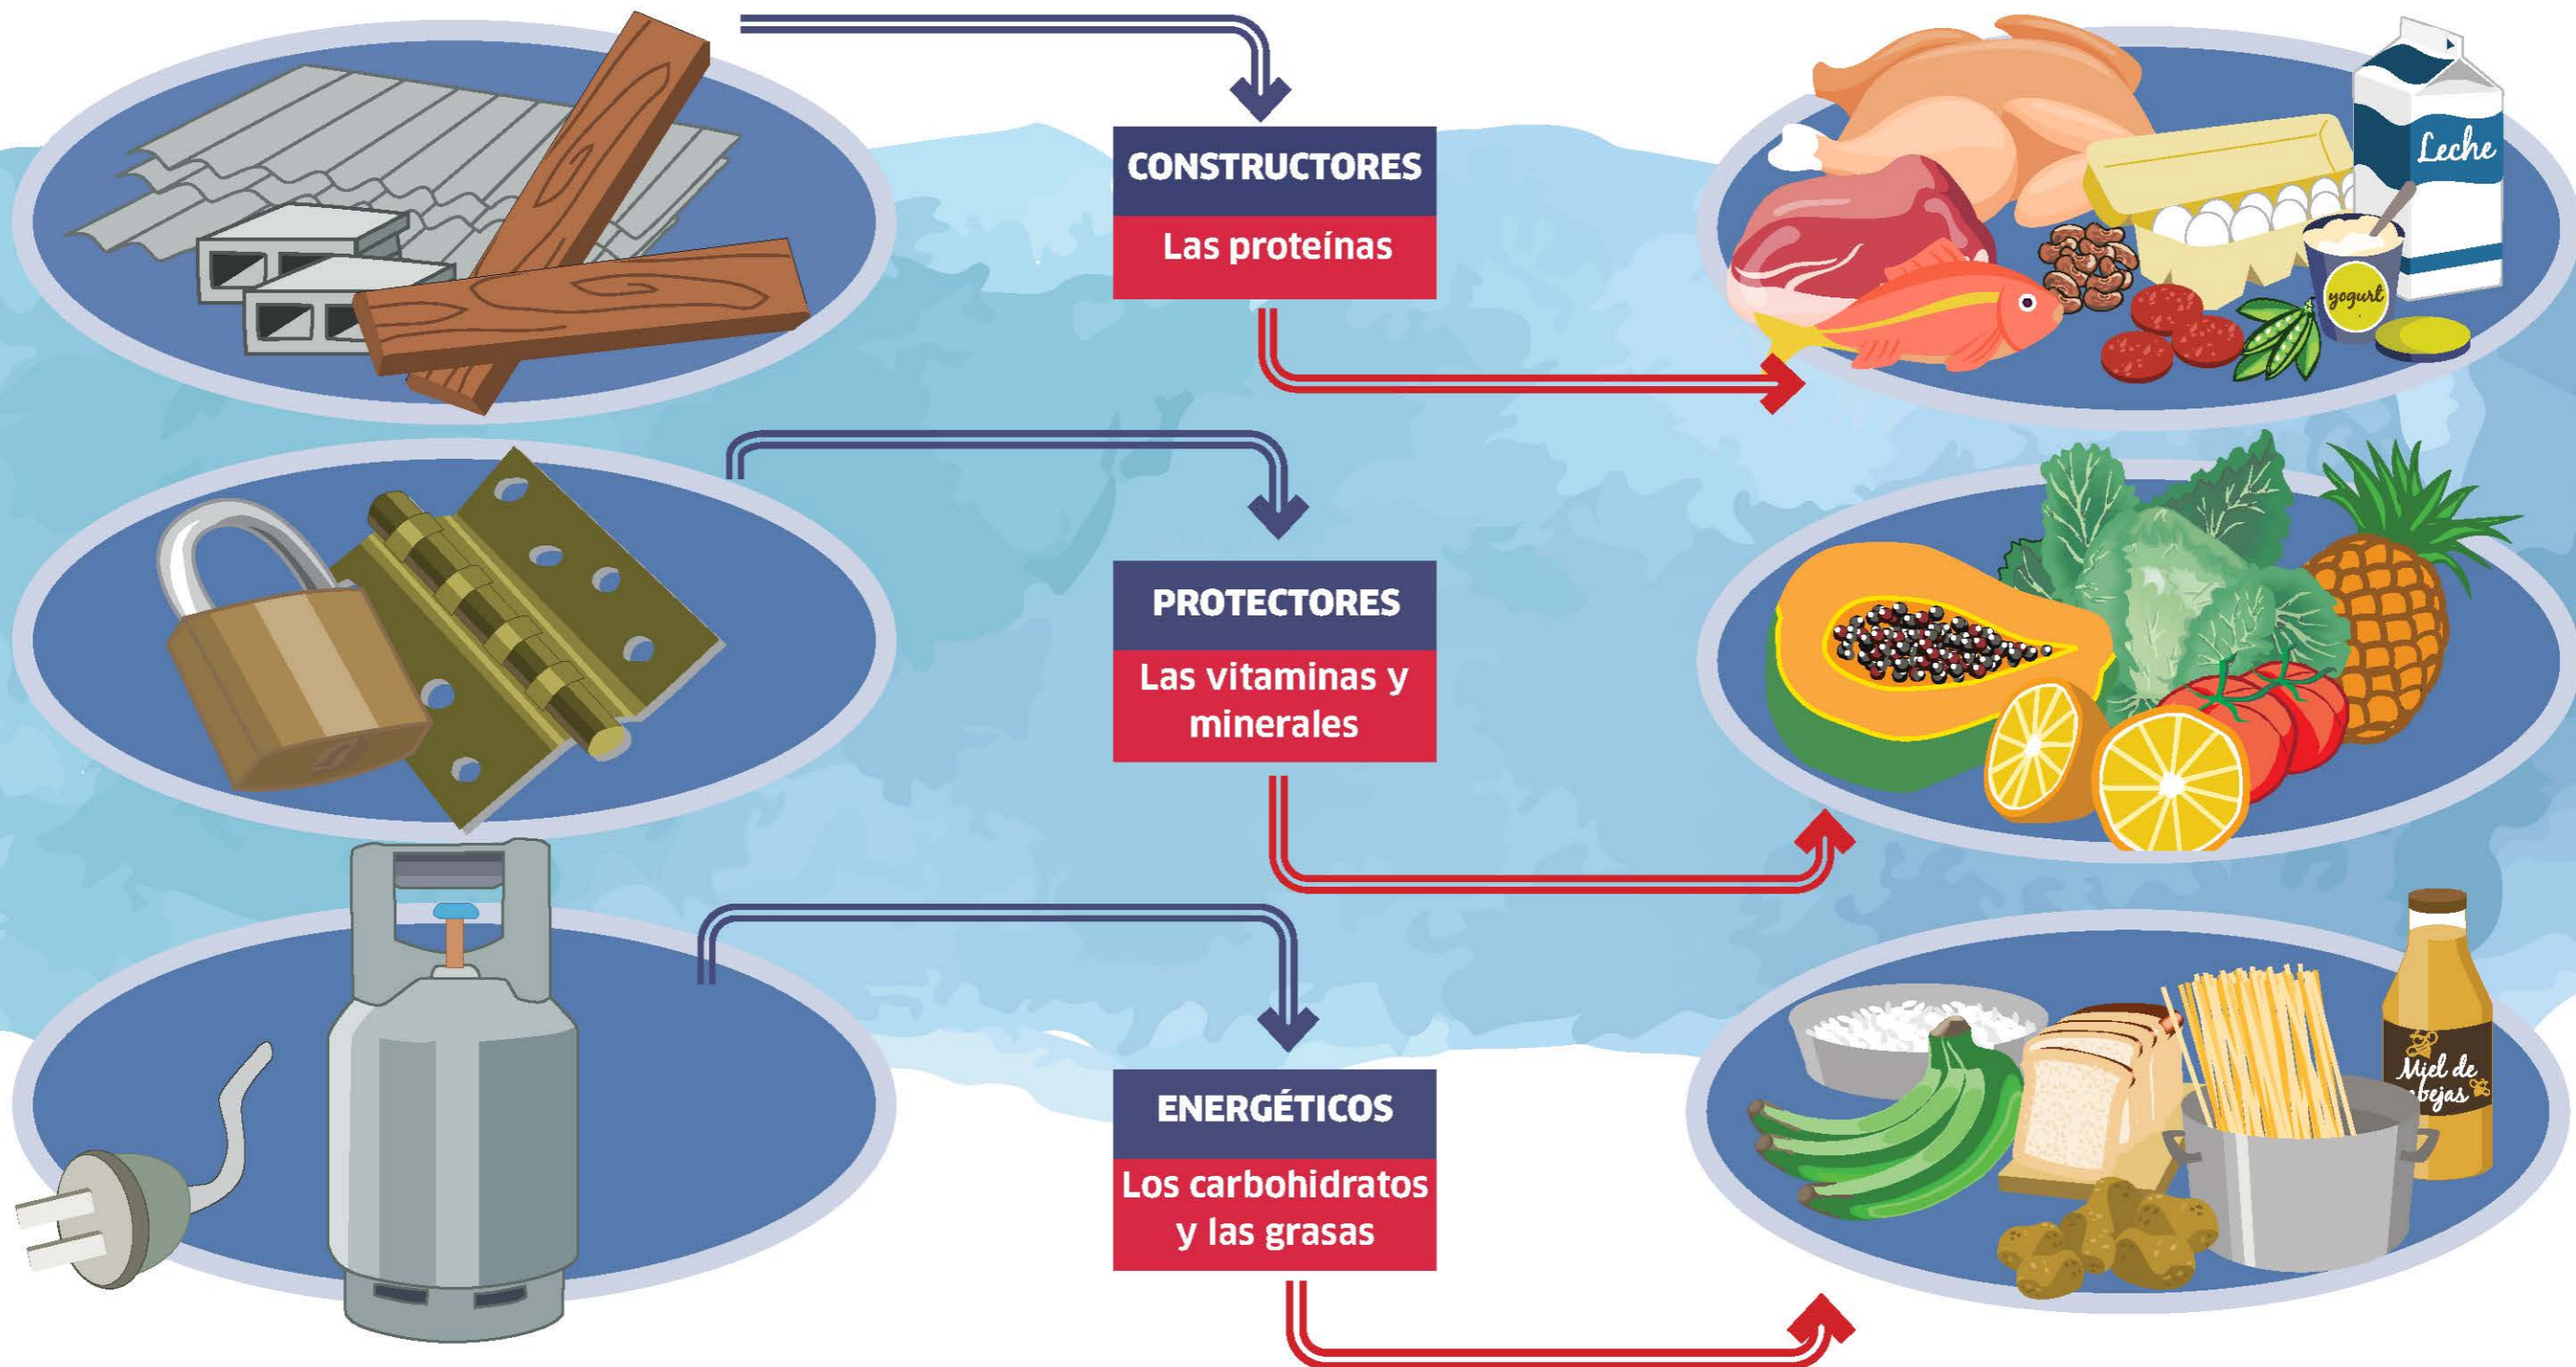 CONSTRUCTORES
Las proteínas
Leche
yogurt
PROTECTORES
Las vitaminas y
minerales
ENERGÉTICOS
Los carbohidratos
y las grasas
Miel de